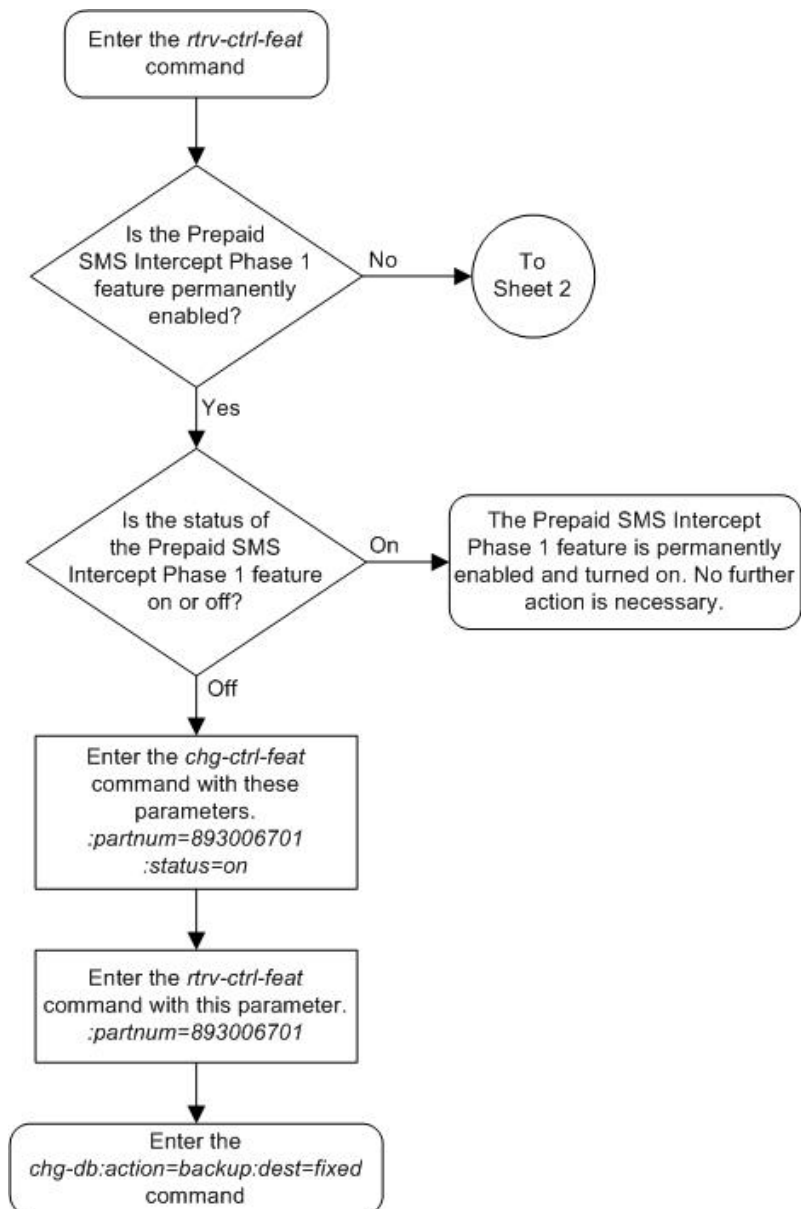 Enter the rtrv-ctrl-feat
command
Is the Prepaid
SMS Intercept Phase 1
feature permanently
enabled?
No
To
Sheet 2
Yes
Is the status of
the Prepaid SMS
Intercept Phase 1 feature
on or off?
On
The Prepaid SMS Intercept
Phase 1 feature is permanently
enabled and turned on. No further
action is necessary.
Off
Enter the chg-ctrl-feat
command with these
parameters.
:partnum=893006701
:status=on
Enter the rtrv-ctrl-feat
command with this parameter.
:partnum=893006701
Enter the
chg-db:action=backup:dest=fixed
command